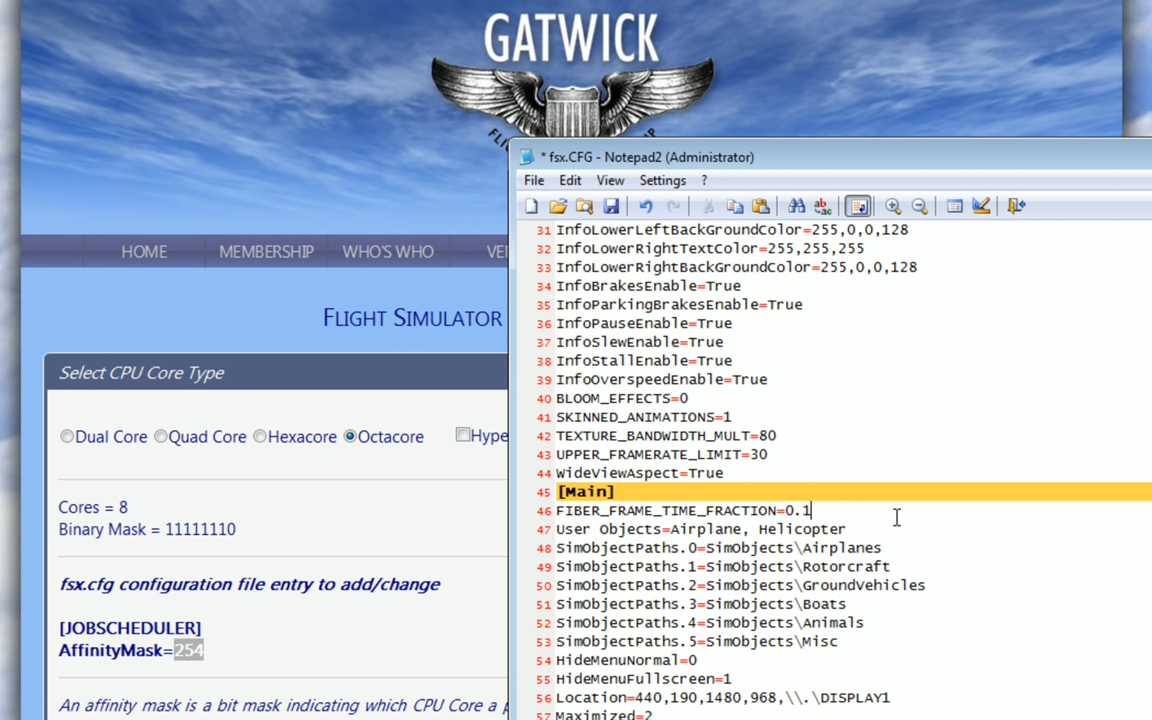 GATWICK
HOME
MEMBERSHIP
WHO'S WHO
FLIGHT SIMULATOR
Select CPU Core Type
Dual Core
Quad Core
Hexacore
Octacore
Hype
Cores = 8
Binary Mask = 11111110
fsx.cfg configuration file entry to add/change
[JOBSCHEDULER]
AffinityMask=254
An affinity mask is a bit mask indicating which CPU Core a p
* fsx.CFG - Notepad2 (Administrator)
File Edit View Settings ?
31 InfoLowerLeftBackGroundColor=255,0,0,128
32 InfoLowerRightTextColor=255,255,255
33 InfoLowerRightBackGroundColor=255,0,0,128
34 InfoBrakesEnable=True
35 InfoParkingBrakesEnable=True
36 InfoPauseEnable=True
37 InfoSlewEnable=True
38 InfoStallEnable=True
39 InfoOverspeedEnable=True
40 BLOOM_EFFECTS=0
41 SKINNED_ANIMATIONS=1
42 TEXTURE_BANDWIDTH_MULT=80
43 UPPER_FRAMERATE_LIMIT=30
44 WideViewAspect=True
45 [Main]
46 FIBER_FRAME_TIME_FRACTION=0.1
47 User Objects=Airplane, Helicopter
48 SimObjectPaths.0=SimObjects\Airplanes
49 SimObjectPaths.1=SimObjects\Rotorcraft
50 SimObjectPaths.2=SimObjects\GroundVehicles
51 SimObjectPaths.3=SimObjects\Boats
52 SimObjectPaths.4=SimObjects\Animals
53 SimObjectPaths.5=SimObjects\Misc
54 HideMenuNormal=0
55 HideMenuFullscreen=1
56 Location=440,190,1480,968,\\.\DISPLAY1
57 Maximized=2